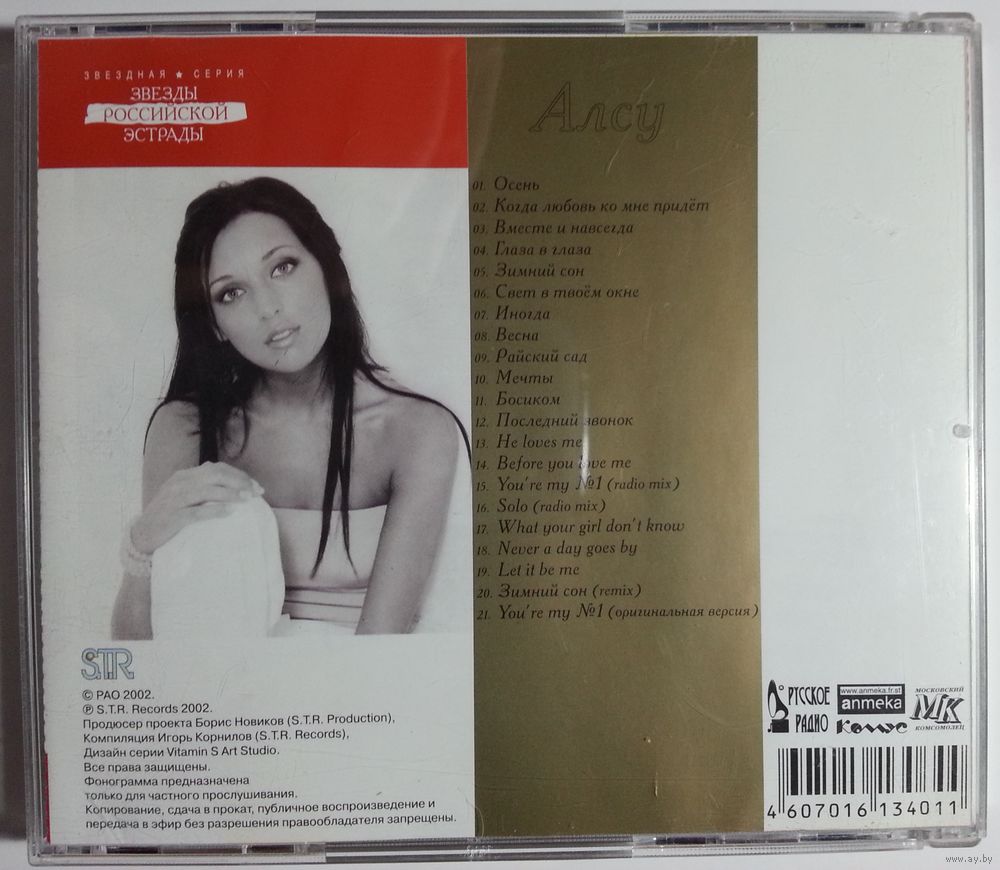 ЗВЕЗДНАЯ ★ СЕРИЯ
ЗВЕЗДЫ
РОССИЙСКОЙ
ЭСТРАДЫ
Алсу
01. Осень
02. Когда любовь ко мне придёт
03. Вместе и навсегда
04. Глаза в глаза
05. Зимний сон
06. Свет в твоём окне
07. Иногда
08. Весна
09. Райский сад
10. Мечты
11. Босиком
12. Последний звонок
13. He loves me
14. Before you love me
15. You're my №1 (radio mix)
16. Solo (radio mix)
17. What your girl don't know
18. Never a day goes by
19. Let it be me
20. Зимний сон (remix)
21. You're my №1 (оригинальная версия)
S.T.R.
© РАО 2002.
℗ S.T.R. Records 2002.
Продюсер проекта Борис Новиков (S.T.R. Production),
Компиляция Игорь Корнилов (S.T.R. Records),
Дизайн серии Vitamin S Art Studio.
Все права защищены.
Фонограмма предназначена
только для частного прослушивания.
Копирование, сдача в прокат, публичное воспроизведение и
передача в эфир без разрешения правообладателя запрещены.
РУССКОЕ
РАДИО
www.anmeka.fr.st
anmeka
Комус
МОСКОВСКИЙ
МК
КОМСОМОЛЕЦ
4 607016 134011
www.ay.by